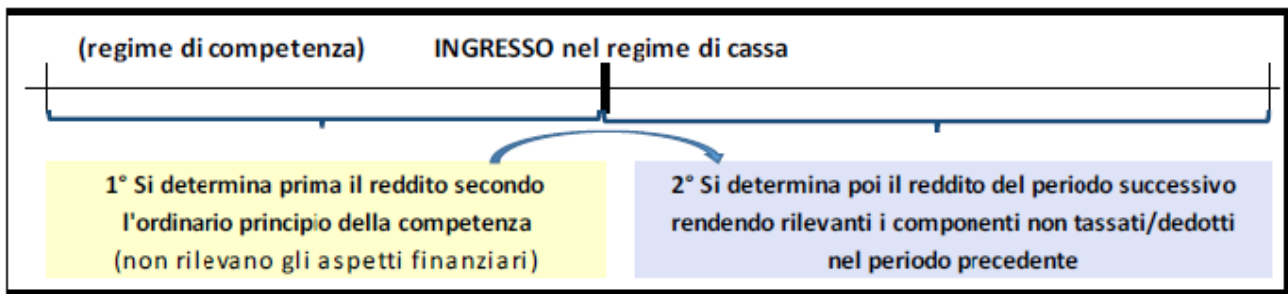 (regime di competenza) INGRESSO nel regime di cassa
1° Si determina prima il reddito secondo
l'ordinario principio della competenza
(non rilevano gli aspetti finanziari)
2° Si determina poi il reddito del periodo successivo
rendendo rilevanti i componenti non tassati/dedotti
nel periodo precedente